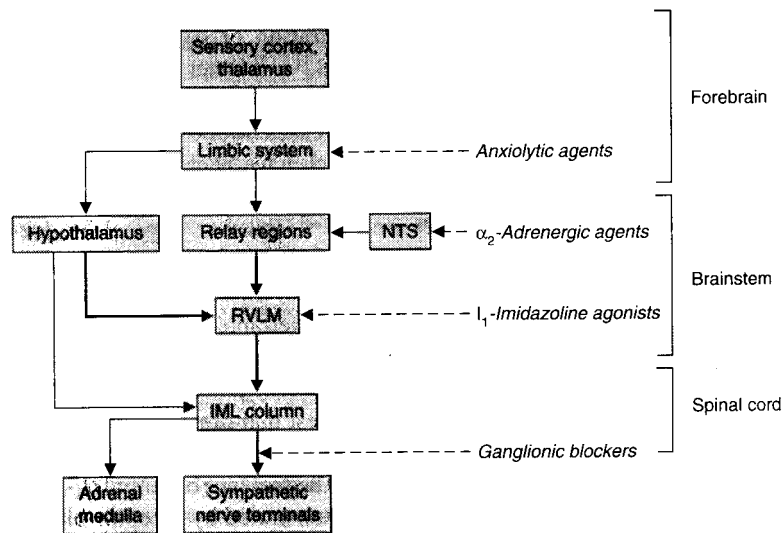 Sensory cortex,
thalamus
Forebrain
Limbic system
Anxiolytic agents
Hypothalamus
Relay regions
NTS
α₂-Adrenergic agents
Brainstem
RVLM
I₁-Imidazoline agonists
IML column
Spinal cord
Ganglionic blockers
Adrenal
medulla
Sympathetic
nerve terminals